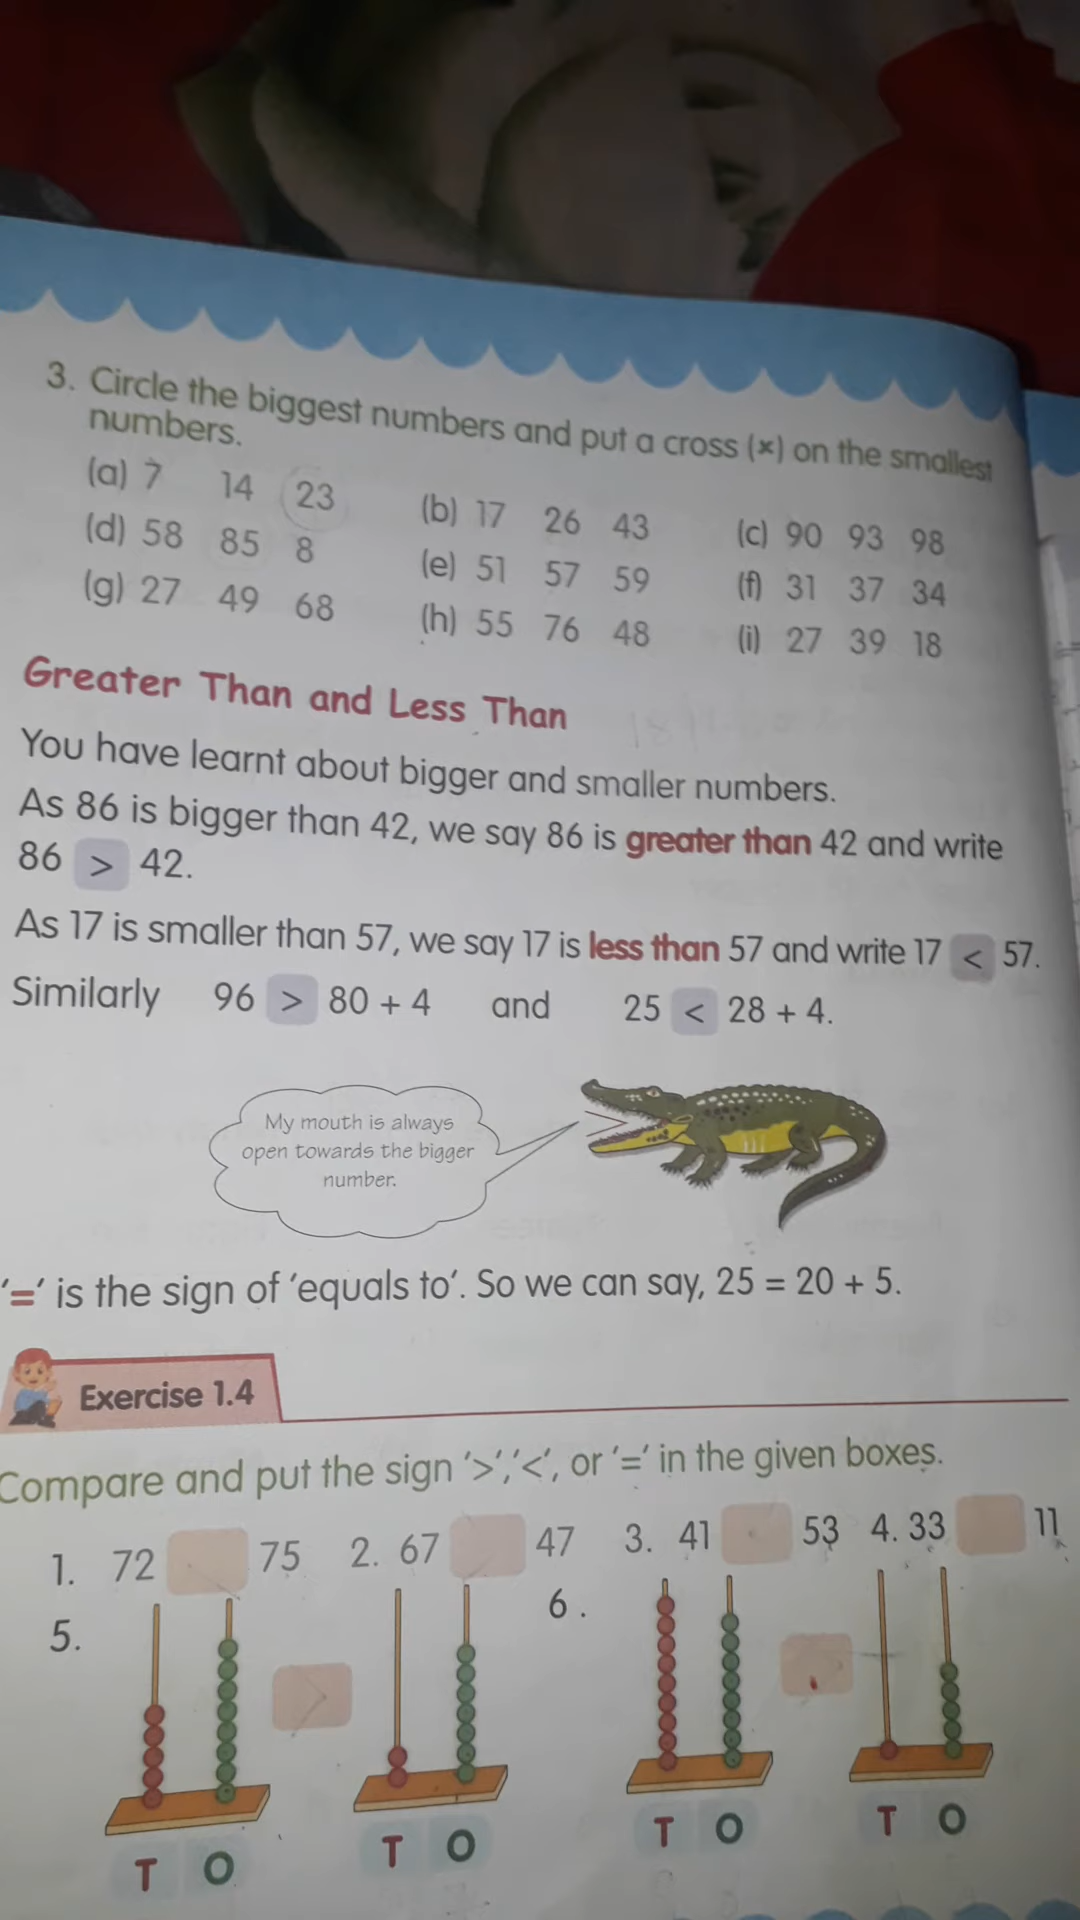 3. Circle the biggest numbers and put a cross (×) on the smallest
numbers.
(a) 7 14 23 (b) 17 26 43 (c) 90 93 98
(d) 58 85 8 (e) 51 57 59 (f) 31 37 34
(g) 27 49 68 (h) 55 76 48 (i) 27 39 18
Greater Than and Less Than
You have learnt about bigger and smaller numbers.
As 86 is bigger than 42, we say 86 is greater than 42 and write
86 > 42.
As 17 is smaller than 57, we say 17 is less than 57 and write 17 < 57.
Similarly 96 > 80 + 4 and 25 < 28 + 4.
My mouth is always
open towards the bigger
number.
'=' is the sign of 'equals to'. So we can say, 25 = 20 + 5.
Exercise 1.4
Compare and put the sign '>','<', or '=' in the given boxes.
1. 72 75 2. 67 47 3. 41 53 4. 33 11
5. > 6.
T O T O T O T O